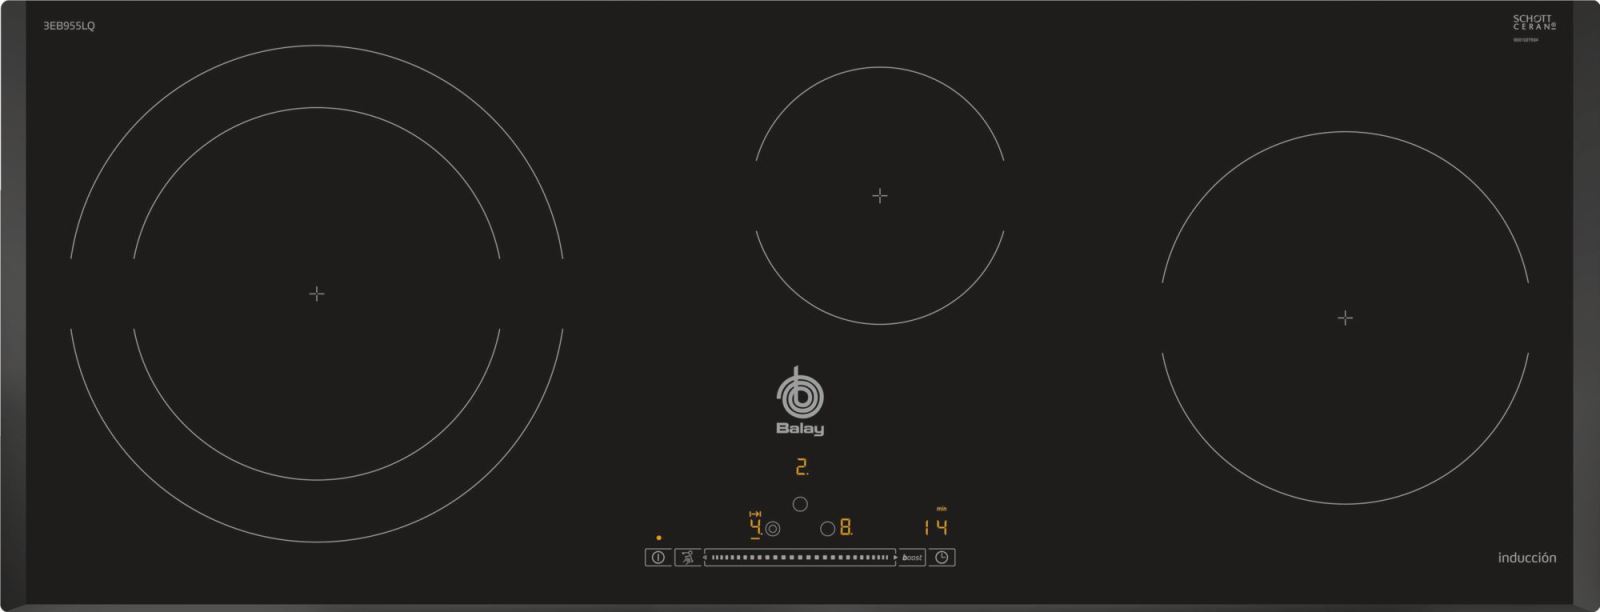 3EB955LQ
SCHOTT
CERAN®
Balay
2.
min
4. 8. 14
boost
inducción